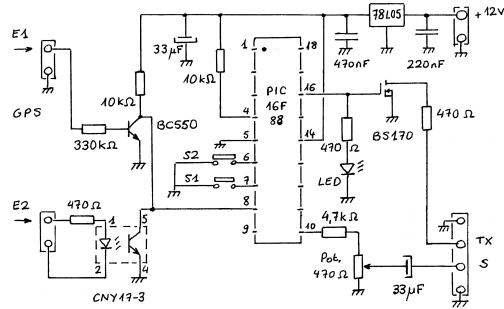 E1
GPS
10kΩ
330kΩ
BC550
33µF
10kΩ
1
18
PIC
16F
88
4
5
6
7
8
9
16
14
10
S2
S1
470nF
78L05
220nF
+12V
BS170
470
Ω
470
Ω
LED
E2
470Ω
1
2
5
4
CNY17-3
4,7kΩ
Pot.
470Ω
33µF
TX
S